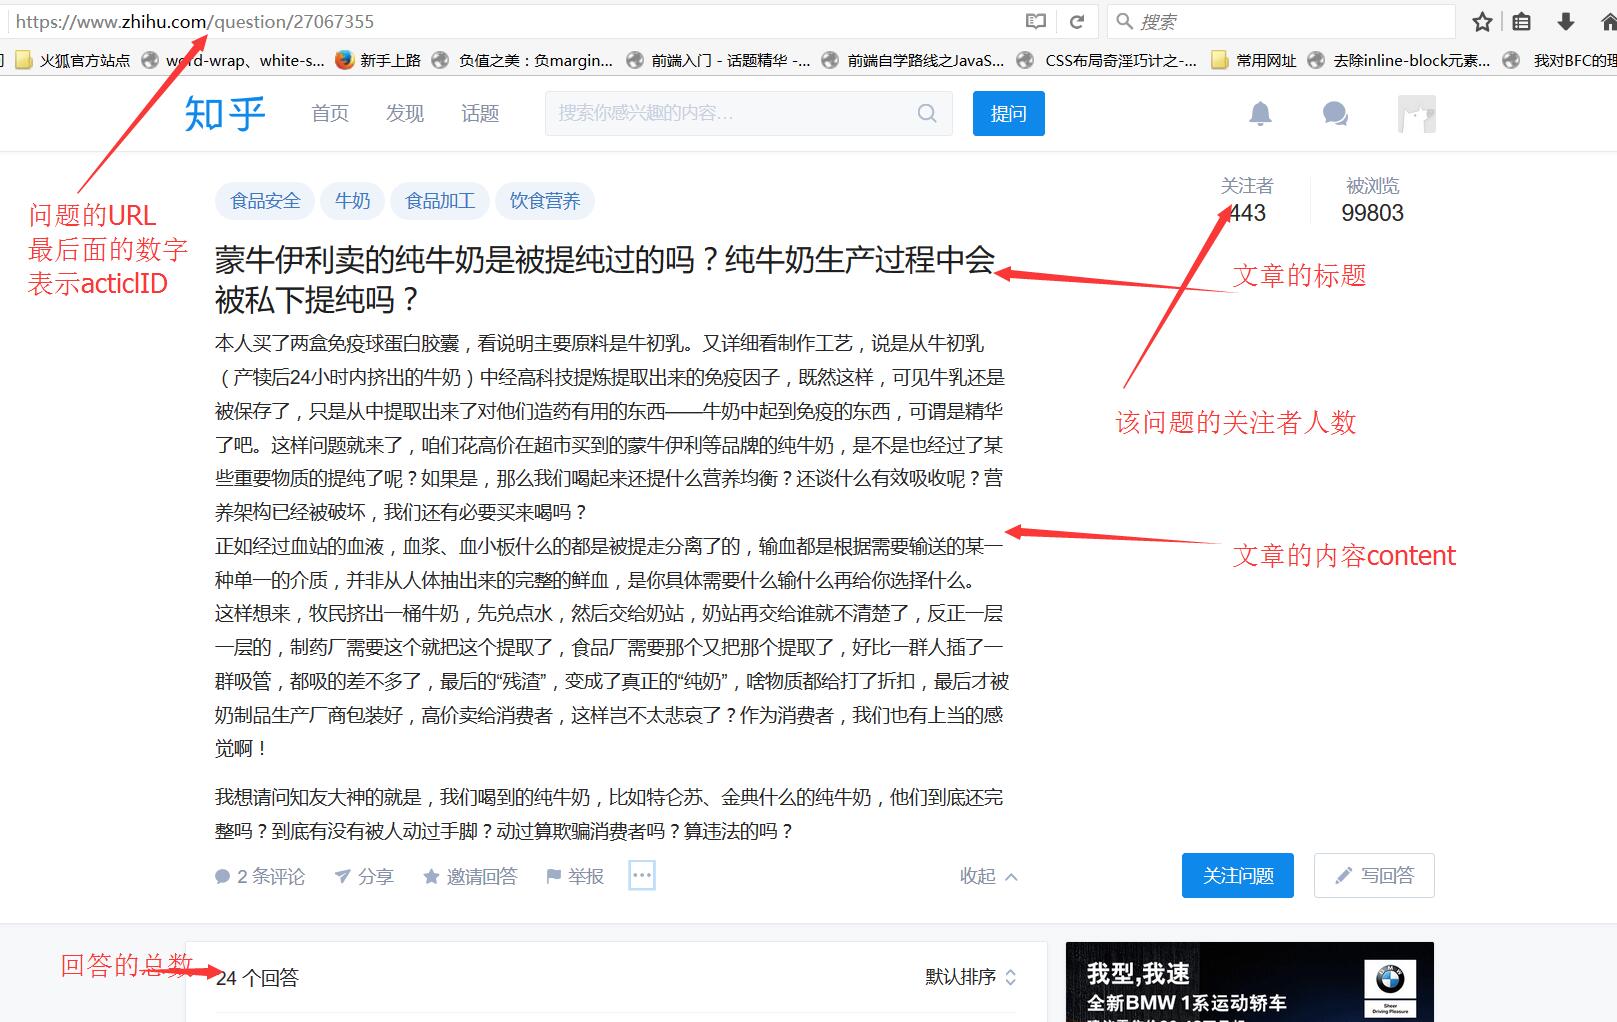 https://www.zhihu.com/question/27067355
搜索
火狐官方站点 word-wrap、white-s... 新手上路 负值之美：负margin... 前端入门 - 话题精华 -... 前端自学路线之JavaS... CSS布局奇淫巧计之-... 常用网址 去除inline-block元素... 我对BFC的理
知乎 首页 发现 话题 搜索你感兴趣的内容... 提问
食品安全 牛奶 食品加工 饮食营养
关注者 被浏览
443 99803
问题的URL
最后面的数字
表示acticlID
蒙牛伊利卖的纯牛奶是被提纯过的吗？纯牛奶生产过程中会
被私下提纯吗？
文章的标题
本人买了两盒免疫球蛋白胶囊，看说明主要原料是牛初乳。又详细看制作工艺，说是从牛初乳
（产犊后24小时内挤出的牛奶）中经高科技提炼提取出来的免疫因子，既然这样，可见牛乳还是
被保存了，只是从中提取出来了对他们造药有用的东西——牛奶中起到免疫的东西，可谓是精华
了吧。这样问题就来了，咱们花高价在超市买到的蒙牛伊利等品牌的纯牛奶，是不是也经过了某
些重要物质的提纯了呢？如果是，那么我们喝起来还提什么营养均衡？还谈什么有效吸收呢？营
养架构已经被破坏，我们还有必要买来喝吗？
该问题的关注者人数
正如经过血站的血液，血浆、血小板什么的都是被提走分离了的，输血都是根据需要输送的某一
种单一的介质，并非从人体抽出来的完整的鲜血，是你具体需要什么输什么再给你选择什么。
这样想来，牧民挤出一桶牛奶，先兑点水，然后交给奶站，奶站再交给谁就不清楚了，反正一层
一层的，制药厂需要这个就把这个提取了，食品厂需要那个又把那个提取了，好比一群人插了一
群吸管，都吸的差不多了，最后的“残渣”，变成了真正的“纯奶”，啥物质都给打了折扣，最后才被
奶制品生产厂商包装好，高价卖给消费者，这样岂不太悲哀了？作为消费者，我们也有上当的感
觉啊！
文章的内容content
我想请问知友大神的就是，我们喝到的纯牛奶，比如特仑苏、金典什么的纯牛奶，他们到底还完
整吗？到底有没有被人动过手脚？动过算欺骗消费者吗？算违法的吗？
2 条评论 分享 邀请回答 举报 收起 关注问题 写回答
回答的总数
24 个回答 默认排序
我型,我速
全新BMW 1系运动轿车
Sheer
Driving Pleasure